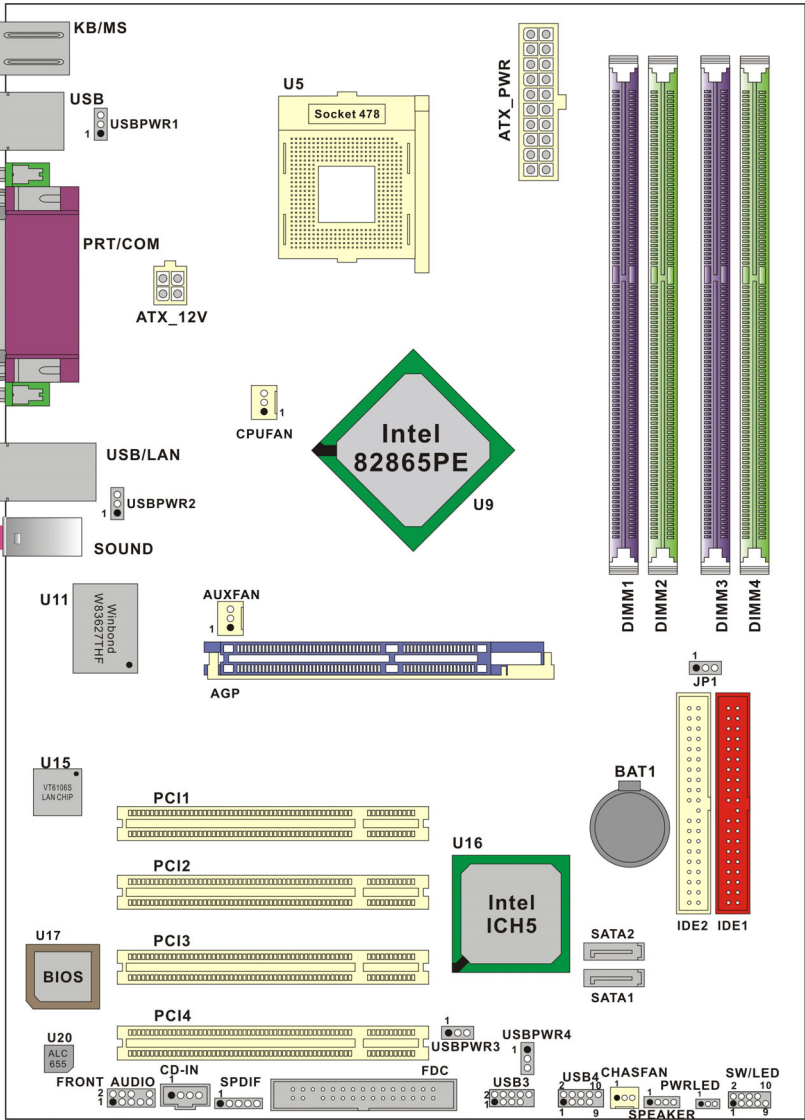 KB/MS
USB
1
USBPWR1
U5
Socket 478
ATX_PWR
PRT/COM
ATX_12V
1
CPUFAN
Intel
82865PE
U9
USB/LAN
1
USBPWR2
SOUND
DIMM1
DIMM2
DIMM3
DIMM4
U11
Winbond
W83627THF
AUXFAN
1
AGP
1
JP1
U15
VT6106S
LAN CHIP
BAT1
PCI1
PCI2
U16
Intel
ICH5
IDE2
IDE1
U17
BIOS
PCI3
SATA2
SATA1
PCI4
1
USBPWR3
USBPWR4
1
U20
ALC
655
FRONT AUDIO
2
1
CD-IN
1
SPDIF
1
FDC
USB3
2
1
USB4
2 10
1 9
CHASFAN
1
1
SPEAKER
PWRLED
1
SW/LED
2 10
1 9